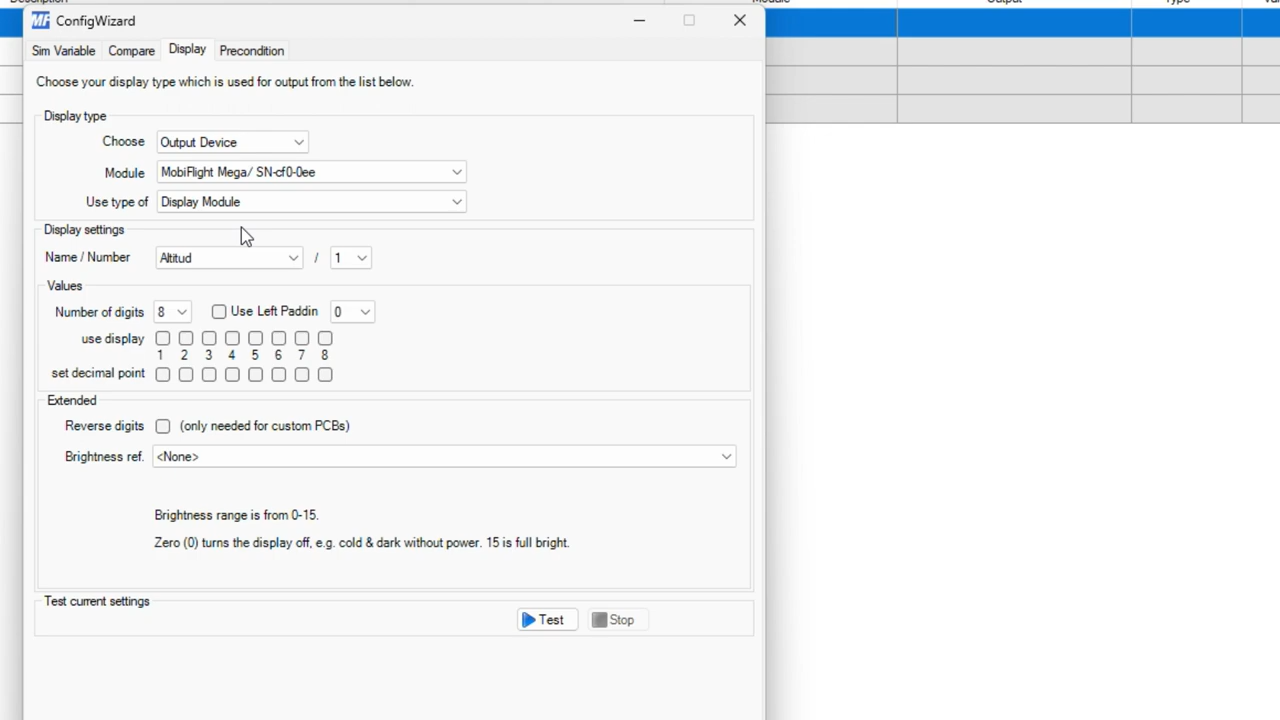 Description Module Output Type
MF ConfigWizard
Sim Variable Compare Display Precondition
Choose your display type which is used for output from the list below.
Display type
Choose Output Device
Module MobiFlight Mega/ SN-cf0-0ee
Use type of Display Module
Display settings
Name / Number Altitud / 1
Values
Number of digits 8 Use Left Paddin 0
use display
1 2 3 4 5 6 7 8
set decimal point
Extended
Reverse digits (only needed for custom PCBs)
Brightness ref. <None>
Brightness range is from 0-15.
Zero (0) turns the display off, e.g. cold & dark without power. 15 is full bright.
Test current settings
Test Stop